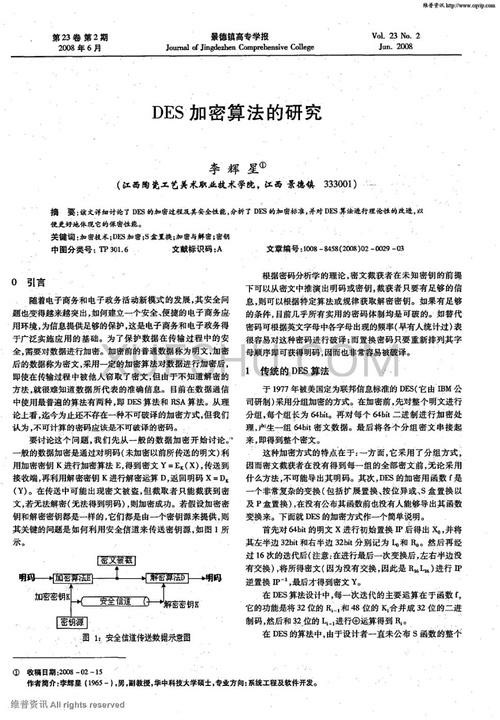 维普资讯 http://www.cqvip.com
第23卷第2期
景德镇高专学报
Vol. 23 No. 2
2008年6月
Journal of Jingdezhen Comprehensive College
Jun. 2008
DES加密算法的研究
李辉星①
(江西陶瓷工艺美术职业技术学院,江西 景德镇 333001)
摘 要:该文详细讨论了DES的加密过程及其安全性能,分析了DES的加密标准,并对DES算法进行理论性的改进,以
便更好地体现它的保密性能。
关键词:加密技术;DES加密;S盒置换;加密与解密;密钥
中图分类号:TP301.6
文献标识码:A
文章编号:1008-8458(2008)02-0029-03
0 引言
随着电子商务和电子政务活动新模式的发展,其安全问
题也变得越来越突出,如何建立一个安全、便捷的电子商务应
用环境,为信息提供足够的保护,这是电子商务和电子政务得
于广泛实施应用的基础。为了保护数据在传输过程中的安
全,需要对数据进行加密。加密前的普通数据称为明文,加密
后的数据称为密文,采用一定的加密算法对数据进行加密后,
即使在传输过程中被他人窃取了密文,但由于不知道解密的
方法,就很难知道数据所代表的准确信息。目前在数据通信
中使用最普遍的算法有两种,即DES算法和RSA算法。从理
论上看,迄今为止还不存在一种不可破译的加密方式,但我们
认为,不可计算的密码应该是不可破译的密码。
要讨论这个问题,我们先从一般的数据加密开始讨论。
一般的数据加密是通过对明码(未加密以前所传送的明文)利
用加密密钥K进行加密算法E,得到密文Y=E_K(X),传送到
接收端,再利用解密密钥K进行解密运算D,返回明码X=D_K
(Y)。在传送中可能出现密文被盗,但截取者只能截获到密
文,若无法解密(无法得到明码),则加密成功。若假设加密密
钥和解密密钥都是一样的,它们都是由一个密钥源来提供,则
其关键的问题是如何利用安全信道来传送密钥源,如图1所
示。
密文被截
明码
加密算法E
解密算法D
明码
加密密钥K
安全信道
解密密钥
密钥源
图1:安全信道传送数据示意图
根据密码分析学的理论,密文截获者在未知密钥的前提
下可以从密文中推演出明码或密钥,截获者只要有足够的信
息,则可以根据特定算法或规律获取解密密钥。如果有足够
的条件,目前几乎所有实用的密码体制均是可破的。如替代
密码可根据英文字母中各字母出现的频率(早有人统计过)表
很容易对这种密码进行破译;而置换密码只要重新排列其字
母顺序即可获得明码,因而也非常容易被破译。
1 传统的DES算法
于1977年被美国定为联邦信息标准的DES(它由IBM公
司研制)采用分组加密的方式。在加密前,先对整个明文进行
分组,每个组长为64bit。再对每个64bit二进制进行加密处
理,产生一组64bit密文数据。最后将各个分组密文串接起
来,即得到整个密文。
这种加密方式的特点在于:一方面,它采用了分组方式,
因而密文截获者在没有得到每一组的全部密文前,无论采用
什么方法,不可能导出其明码。其次,DES的加密用函数f是
一个非常复杂的变换(包括扩展置换、按位异或、S盒置换以
及P盒置换),在没有公布其函数前也没有人能够导出其函数
变换来。下面就DES的加密方式作一个简单说明。
首先对64bit的明文X进行初始置换IP后得出X₀,并将
其左半边32bit和右半边32bit分别记为L₀和R₀。然后再经
过16次的迭代后(注意:在进行最后一次变换后,左右半边没
有交换),将所得密文(因为没有交换,因此是R₁₆L₁₆)进行IP
逆置换IP⁻¹,最后才得到密文Y。
在DES算法设计中,每一次迭代的主要运算在于函数f,
它的功能是将32位的Rᵢ₋₁和48位的Kᵢ合并成32位的二进
制码,然后和32位的Lᵢ₋₁进行⊕运算得到Rᵢ。
在DES的算法中,由于设计者一直未公布S函数的整个
① 收稿日期:2008-02-15
作者简介:李辉星(1965-),男,副教授,华中科技大学硕士,专业方向:系统工程及软件开发。
维普资讯 All rights reserved